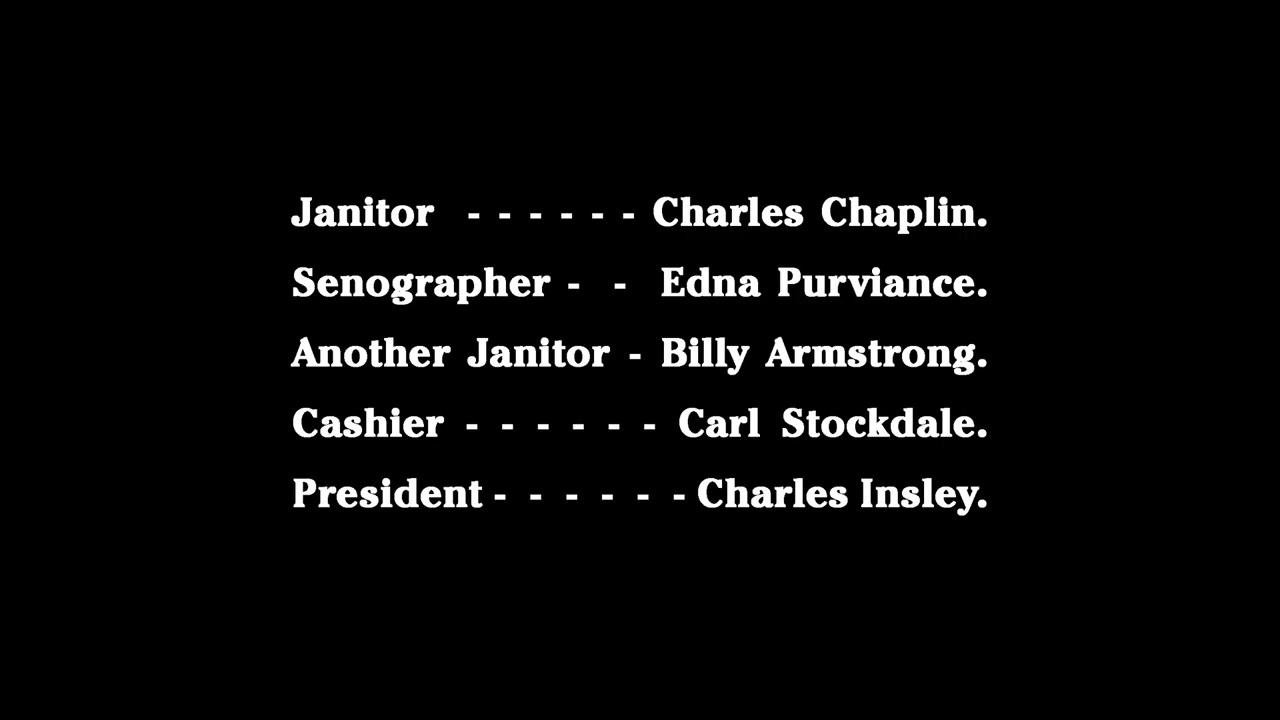 Janitor - - - - - - Charles Chaplin.
Senographer - - Edna Purviance.
Another Janitor - Billy Armstrong.
Cashier - - - - - - Carl Stockdale.
President - - - - - - Charles Insley.